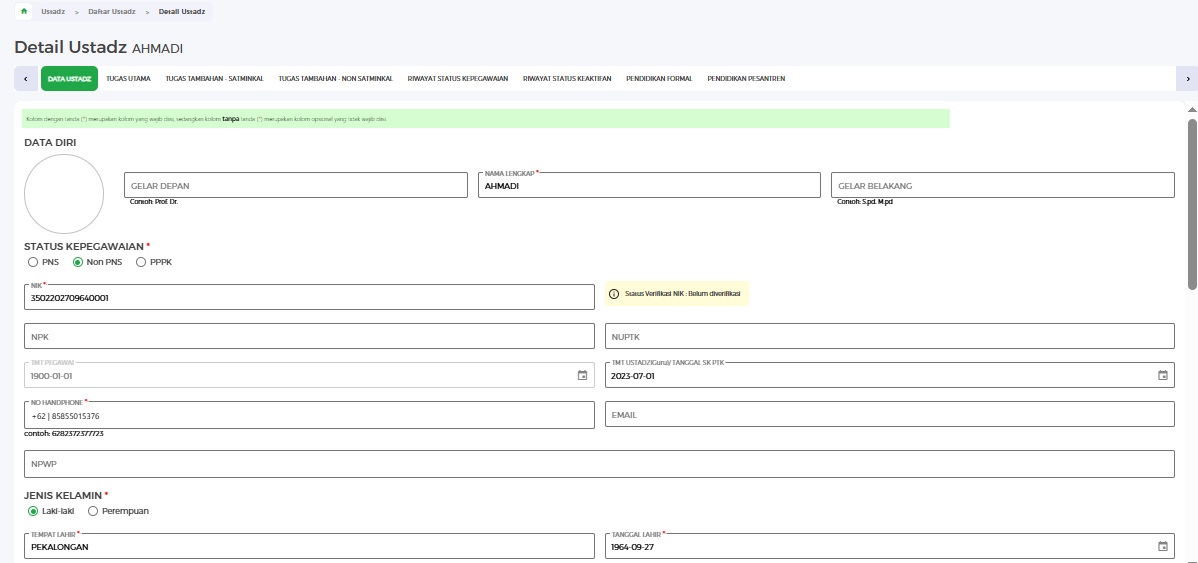 Ustadz > Daftar Ustadz > Detail Ustadz
Detail Ustadz AHMADI
‹ DATA USTADZ TUGAS UTAMA TUGAS TAMBAHAN - SATMINKAL TUGAS TAMBAHAN - NON SATMINKAL RIWAYAT STATUS KEPEGAWAIAN RIWAYAT STATUS KEAKTIFAN PENDIDIKAN FORMAL PENDIDIKAN PESANTREN ›
Kolom dengan tanda (*) merupakan kolom yang wajib diisi, sedangkan kolom tanpa tanda (*) merupakan kolom opsional yang tidak wajib diisi.
DATA DIRI
GELAR DEPAN
Contoh: Prof. Dr.
NAMA LENGKAP *
AHMADI
GELAR BELAKANG
Contoh: S.pd. M.pd
STATUS KEPEGAWAIAN *
PNS Non PNS PPPK
NIK *
3502202709640001
Status Verifikasi NIK : Belum diverifikasi
NPK
NUPTK
TMT PEGAWAI
1900-01-01
TMT USTADZ(Guru)/ TANGGAL SK PTK
2023-07-01
NO HANDPHONE *
+62 | 85855015376
contoh: 6282372377723
EMAIL
NPWP
JENIS KELAMIN *
Laki-laki Perempuan
TEMPAT LAHIR *
PEKALONGAN
TANGGAL LAHIR *
1964-09-27